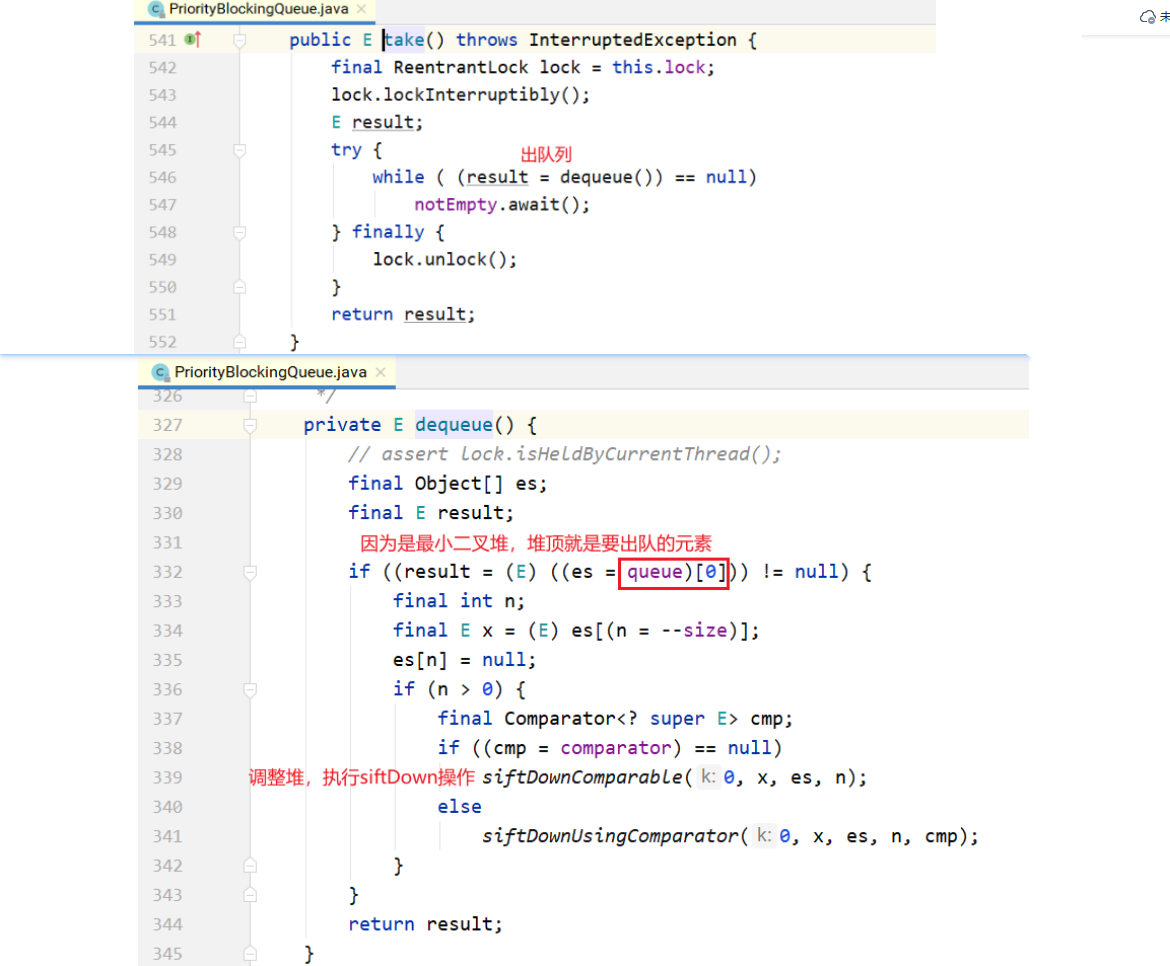 PriorityBlockingQueue.java
未
541 public E take() throws InterruptedException {
542 final ReentrantLock lock = this.lock;
543 lock.lockInterruptibly();
544 E result;
545 try {
出队列
546 while ( (result = dequeue()) == null)
547 notEmpty.await();
548 } finally {
549 lock.unlock();
550 }
551 return result;
552 }
PriorityBlockingQueue.java
326 */
327 private E dequeue() {
328 // assert lock.isHeldByCurrentThread();
329 final Object[] es;
330 final E result;
331 因为是最小二叉堆，堆顶就是要出队的元素
332 if ((result = (E) ((es = queue)[0])) != null) {
333 final int n;
334 final E x = (E) es[(n = --size)];
335 es[n] = null;
336 if (n > 0) {
337 final Comparator<? super E> cmp;
338 if ((cmp = comparator) == null)
339 调整堆，执行siftDown操作 siftDownComparable( k: 0, x, es, n);
340 else
341 siftDownUsingComparator( k: 0, x, es, n, cmp);
342 }
343 }
344 return result;
345 }